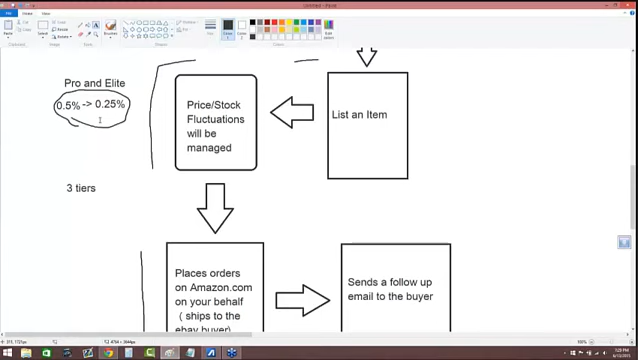 Pro and Elite
0.5% -> 0.25%
Price/Stock
Fluctuations
will be
managed
List an Item
3 tiers
Places orders
on Amazon.com
on your behalf
( ships to the
ebay buyer)
Sends a follow up
email to the buyer